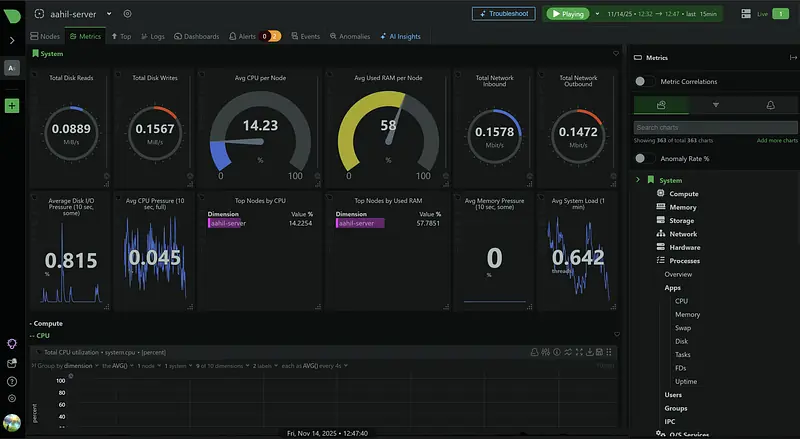 aahil-server
Troubleshoot
Playing
11/14/25 • 12:32 → 12:47 • last 15min
Live
1
Nodes
Metrics
Top
Logs
Dashboards
Alerts
0
2
Events
Anomalies
AI Insights
System
Total Disk Reads
0.0889
MiB/s
Total Disk Writes
0.1567
MiB/s
Avg CPU per Node
14.23
%
0
100
Avg Used RAM per Node
58
%
0
100
Total Network
Inbound
0.1578
Mbit/s
Total Network
Outbound
0.1472
Mbit/s
Average Disk I/O
Pressure (10 sec,
some)
0.815
%
Avg CPU Pressure (10
sec, full)
0.045
Top Nodes by CPU
Dimension Value %
aahil-server 14.2254
Top Nodes by Used RAM
Dimension Value %
aahil-server 57.7851
Avg Memory Pressure
(10 sec, some)
0
%
Avg System Load (1
min)
0.642
threads
- Compute
-- CPU
Total CPU utilization • system.cpu • [percent]
Group by dimension the AVG() 1 node 1 system 9 of 10 dimensions 2 labels each as AVG() every 4s
100
80
60
40
percent
Fri, Nov 14, 2025 • 12:47:40
Metrics
Metric Correlations
Search charts
Showing 363 of total 363 charts
Add more charts
Anomaly Rate %
System
Compute
Memory
Storage
Network
Hardware
Processes
Overview
Apps
CPU
Memory
Swap
Disk
Tasks
FDs
Uptime
Users
Groups
IPC
O/S Services